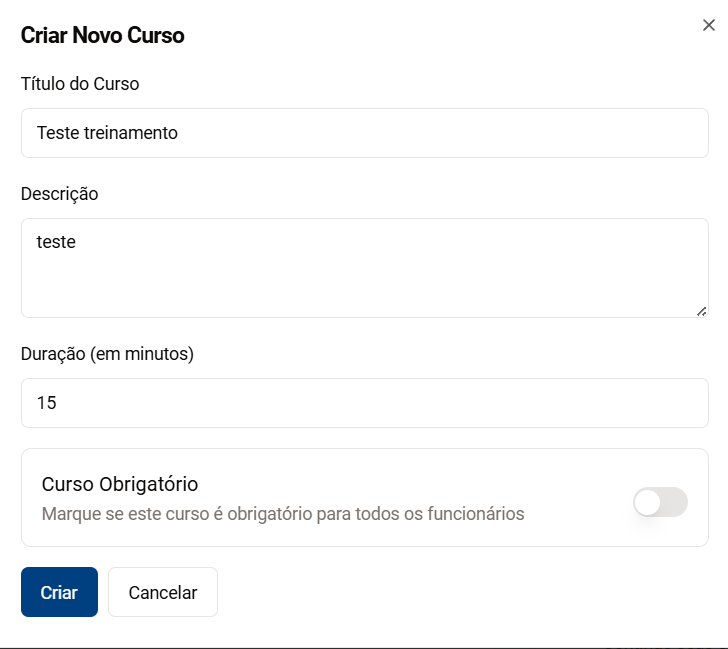 Criar Novo Curso
Título do Curso
Teste treinamento
Descrição
teste
Duração (em minutos)
15
Curso Obrigatório
Marque se este curso é obrigatório para todos os funcionários
Criar
Cancelar